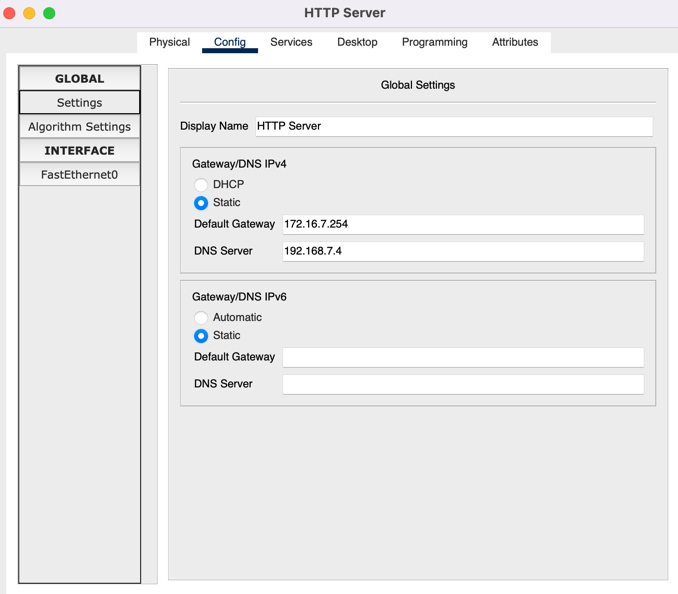 HTTP Server
Physical Config Services Desktop Programming Attributes
GLOBAL
Settings
Algorithm Settings
INTERFACE
FastEthernet0
Global Settings
Display Name HTTP Server
Gateway/DNS IPv4
DHCP
Static
Default Gateway 172.16.7.254
DNS Server 192.168.7.4
Gateway/DNS IPv6
Automatic
Static
Default Gateway
DNS Server